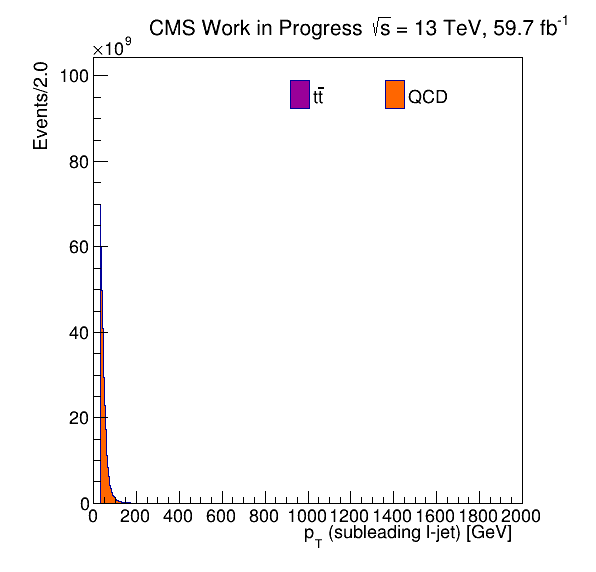 CMS Work in Progress √s = 13 TeV, 59.7 fb⁻¹
×10⁹
Events/2.0
tt̄
QCD
100
80
60
40
20
0
0 200 400 600 800 1000 1200 1400 1600 1800 2000
p_T (subleading l-jet) [GeV]